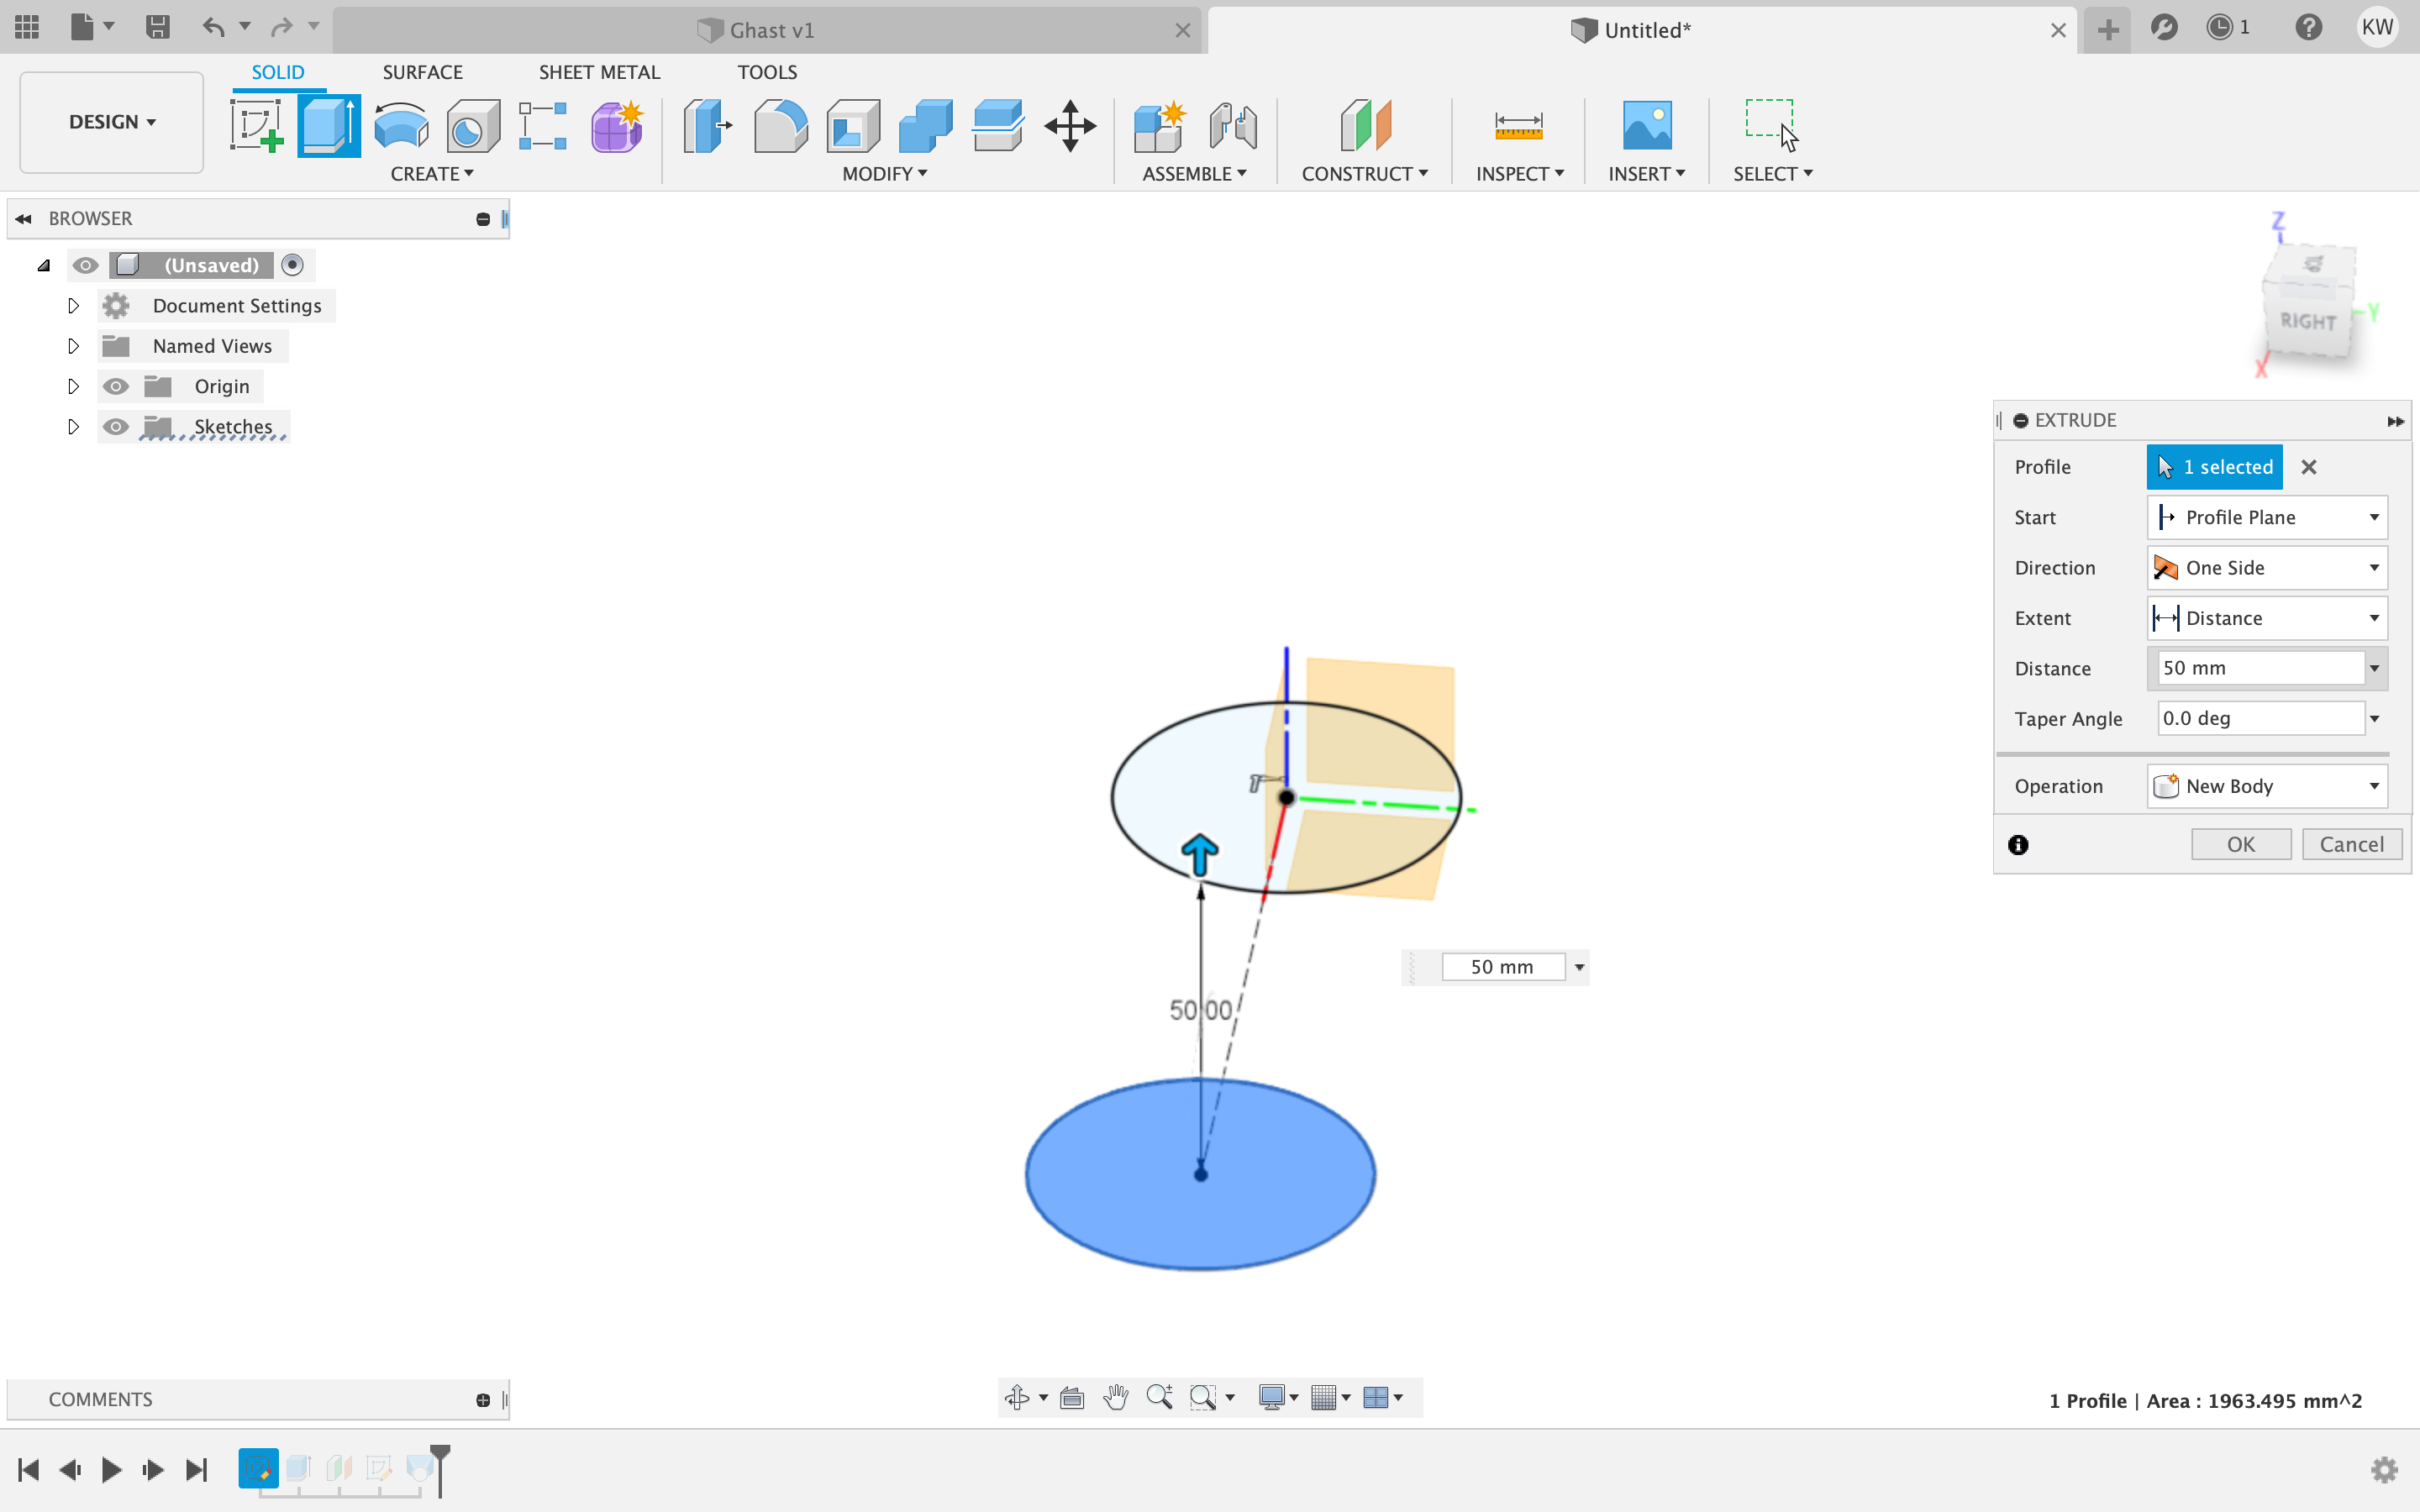 Ghast v1
Untitled*
1
KW
SOLID
SURFACE
SHEET METAL
TOOLS
DESIGN
CREATE
MODIFY
ASSEMBLE
CONSTRUCT
INSPECT
INSERT
SELECT
BROWSER
(Unsaved)
Document Settings
Named Views
Origin
Sketches
Z
TOP
RIGHT
Y
X
EXTRUDE
Profile
1 selected
Start
Profile Plane
Direction
One Side
Extent
Distance
Distance
50 mm
Taper Angle
0.0 deg
Operation
New Body
OK
Cancel
50 mm
50.00
COMMENTS
1 Profile | Area : 1963.495 mm^2